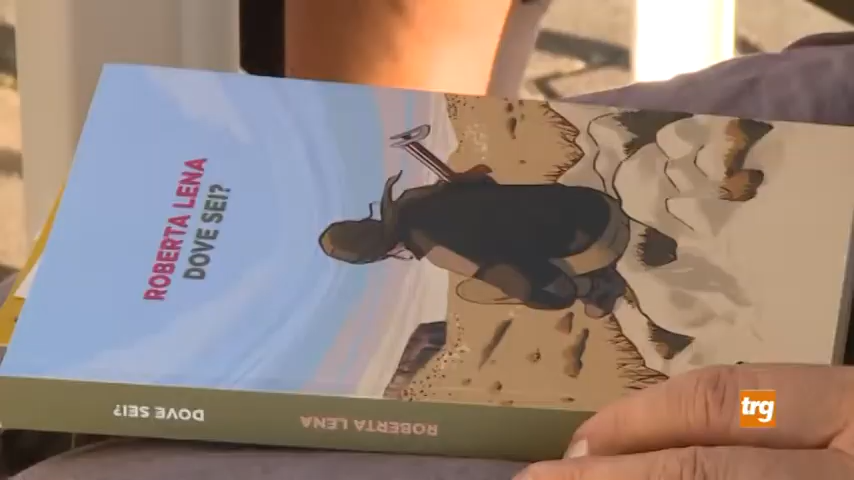 ROBERTA LENA
DOVE SEI?
DOVE SEI?
ROBERTA LENA
trg